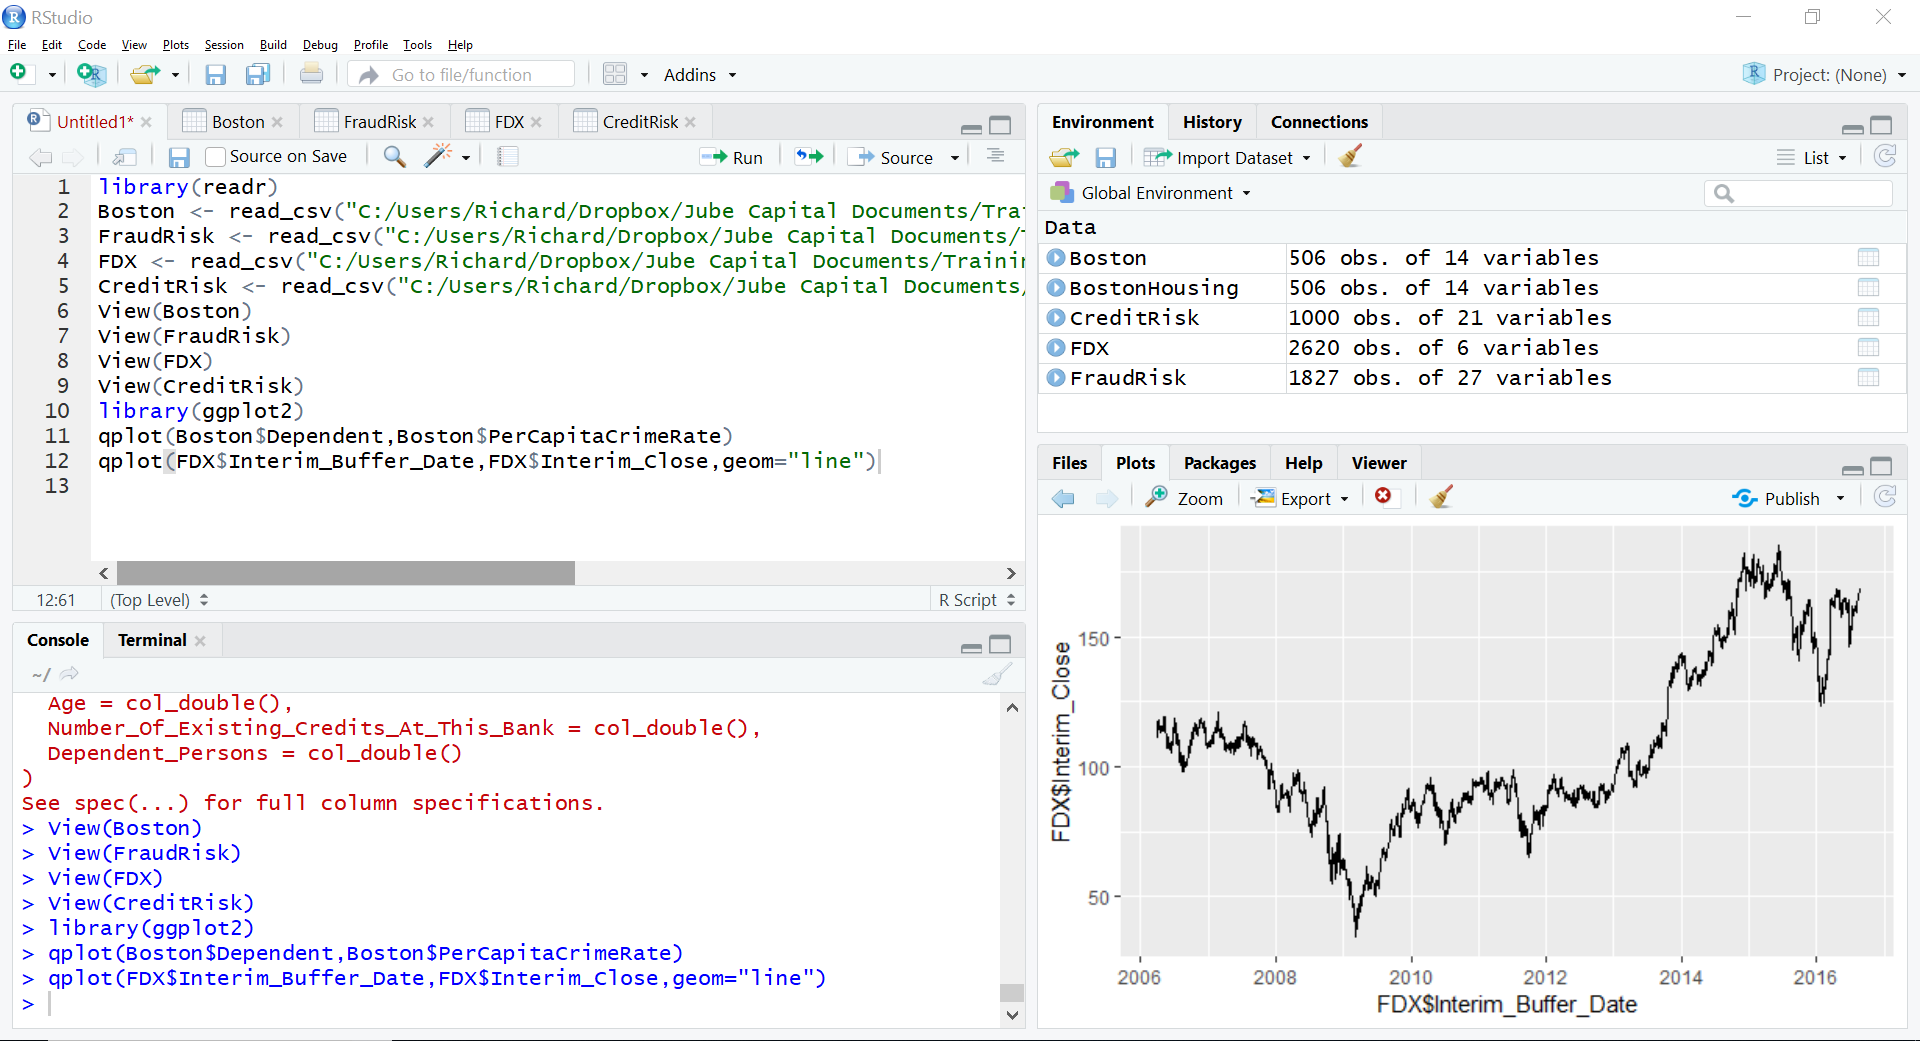 RStudio
File Edit Code View Plots Session Build Debug Profile Tools Help
Go to file/function Addins Project: (None)
Untitled1* Boston FraudRisk FDX CreditRisk
Source on Save Run Source
1 library(readr)
2 Boston <- read_csv("C:/Users/Richard/Dropbox/Jube Capital Documents/Tra
3 FraudRisk <- read_csv("C:/Users/Richard/Dropbox/Jube Capital Documents/
4 FDX <- read_csv("C:/Users/Richard/Dropbox/Jube Capital Documents/Traini
5 CreditRisk <- read_csv("C:/Users/Richard/Dropbox/Jube Capital Documents/
6 View(Boston)
7 View(FraudRisk)
8 View(FDX)
9 View(CreditRisk)
10 library(ggplot2)
11 qplot(Boston$Dependent,Boston$PerCapitaCrimeRate)
12 qplot(FDX$Interim_Buffer_Date,FDX$Interim_Close,geom="line")
13
12:61 (Top Level) R Script
Console Terminal
~/
Age = col_double(),
Number_Of_Existing_Credits_At_This_Bank = col_double(),
Dependent_Persons = col_double()
)
See spec(...) for full column specifications.
> View(Boston)
> View(FraudRisk)
> View(FDX)
> View(CreditRisk)
> library(ggplot2)
> qplot(Boston$Dependent,Boston$PerCapitaCrimeRate)
> qplot(FDX$Interim_Buffer_Date,FDX$Interim_Close,geom="line")
>
Environment History Connections
Import Dataset List
Global Environment
Data
Boston 506 obs. of 14 variables
BostonHousing 506 obs. of 14 variables
CreditRisk 1000 obs. of 21 variables
FDX 2620 obs. of 6 variables
FraudRisk 1827 obs. of 27 variables
Files Plots Packages Help Viewer
Zoom Export Publish
FDX$Interim_Close
150
100
50
2006 2008 2010 2012 2014 2016
FDX$Interim_Buffer_Date